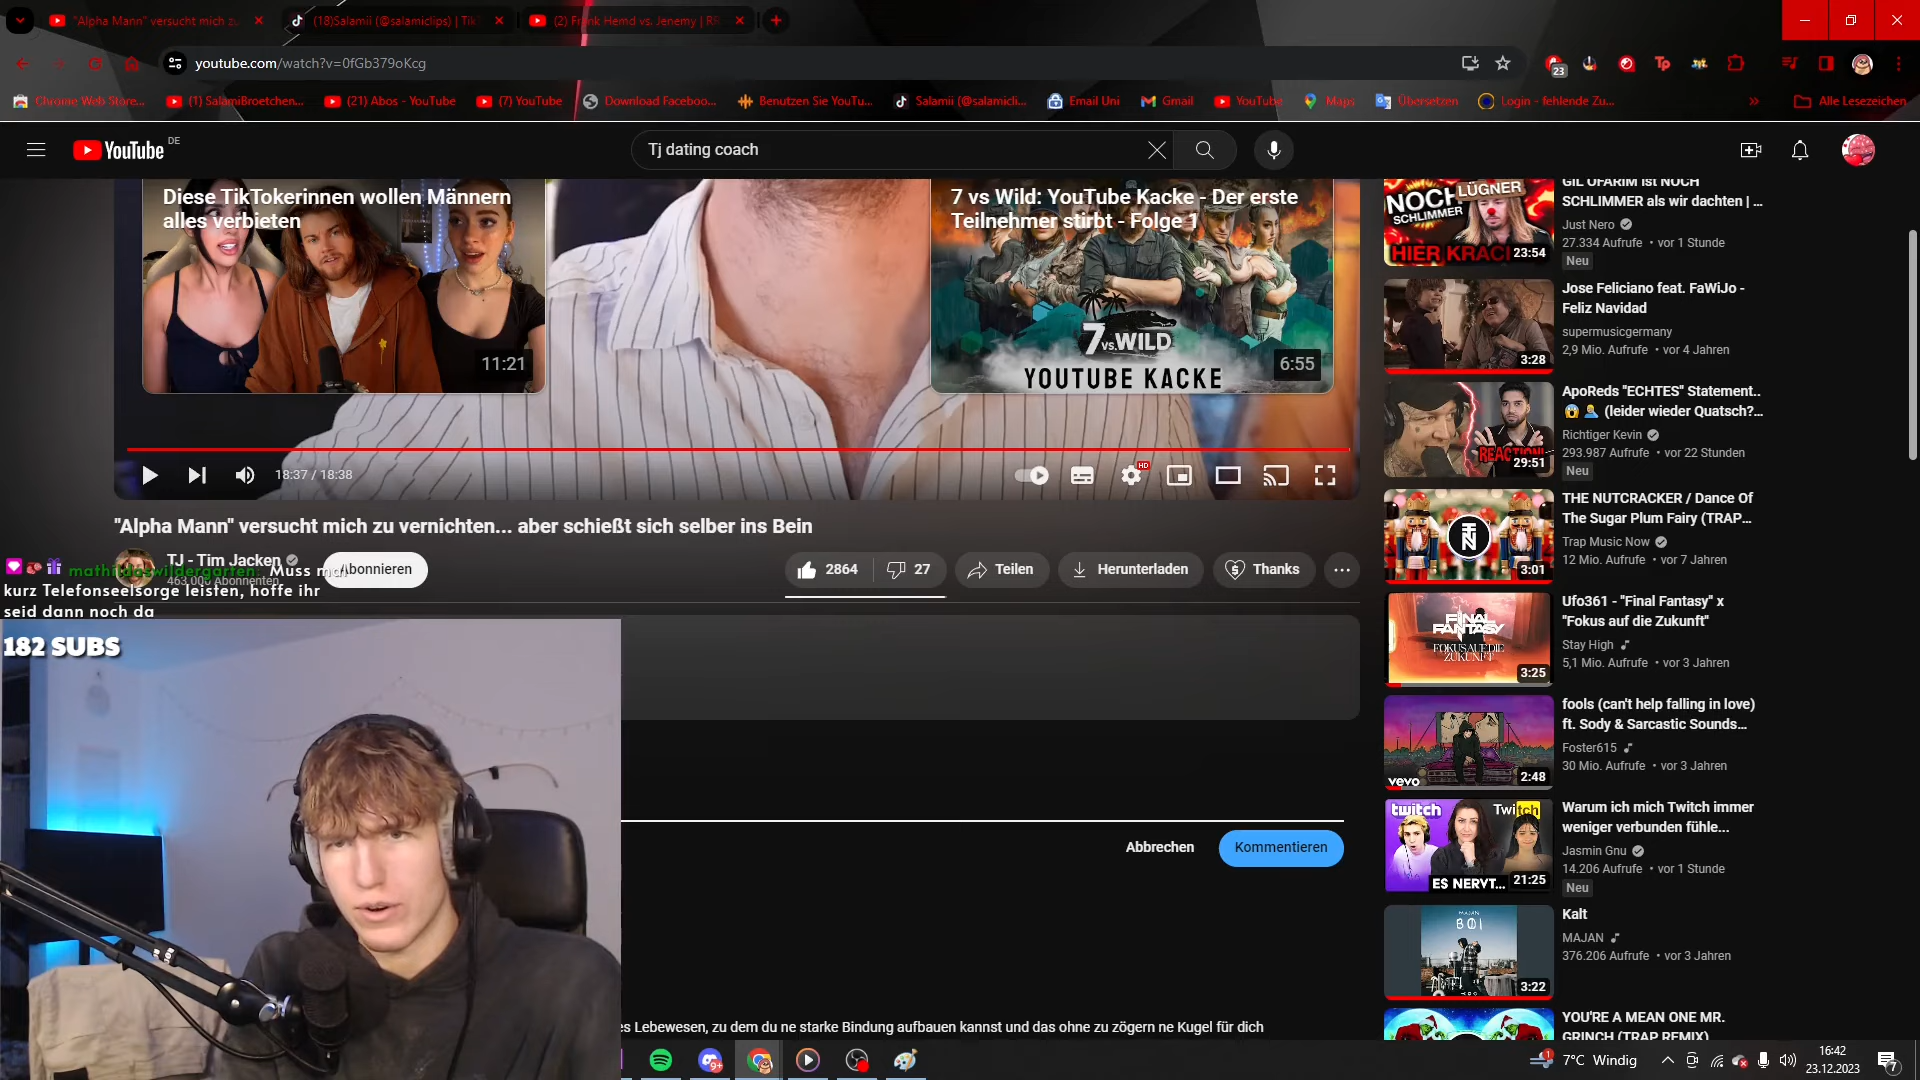 "Alpha Mann" versucht mich zu
(18)Salamii (@salamiclips) | Tik
(2) Frank Hemd vs. Jenemy | RR
youtube.com/watch?v=0fGb379oKcg
23
Chrome Web Store...
(1) SalamiBroetchen...
(21) Abos - YouTube
(7) YouTube
Download Faceboo...
Benutzen Sie YouTu...
Salamii (@salamicli...
Email Uni
Gmail
YouTube
Maps
Übersetzen
Login - fehlende Zu...
»
Alle Lesezeichen
YouTube DE
Tj dating coach
Diese TikTokerinnen wollen Männern
alles verbieten
11:21
7 vs Wild: YouTube Kacke - Der erste
Teilnehmer stirbt - Folge 1
7 VS. WILD
YOUTUBE KACKE
6:55
18:37 / 18:38
HD
"Alpha Mann" versucht mich zu vernichten... aber schießt sich selber ins Bein
TJ - Tim Jacken
463.000 Abonnenten
Abonnieren
2864
27
Teilen
Herunterladen
Thanks
mathildaswildergarten: Muss mal
kurz Telefonseelsorge leisten, hoffe ihr
seid dann noch da
182 SUBS
Abbrechen
Kommentieren
es Lebewesen, zu dem du ne starke Bindung aufbauen kannst und das ohne zu zögern ne Kugel für dich
NOCH LÜGNER
SCHLIMMER
HIER KRACH
23:54
GIL OFARIM ist NOCH
SCHLIMMER als wir dachten | ...
Just Nero
27.334 Aufrufe • vor 1 Stunde
Neu
3:28
Jose Feliciano feat. FaWiJo -
Feliz Navidad
supermusicgermany
2,9 Mio. Aufrufe • vor 4 Jahren
REACTION
29:51
ApoReds "ECHTES" Statement..
😱 🤦‍♂️ (leider wieder Quatsch?...
Richtiger Kevin
293.987 Aufrufe • vor 22 Stunden
Neu
TN
3:01
THE NUTCRACKER / Dance Of
The Sugar Plum Fairy (TRAP...
Trap Music Now
12 Mio. Aufrufe • vor 7 Jahren
FINAL
FANTASY
FOKUS AUF DIE
ZUKUNFT
3:25
Ufo361 - "Final Fantasy" x
"Fokus auf die Zukunft"
Stay High
5,1 Mio. Aufrufe • vor 3 Jahren
vevo
2:48
fools (can't help falling in love)
ft. Sody & Sarcastic Sounds...
Foster615
30 Mio. Aufrufe • vor 3 Jahren
twitch
Twitch
ES NERVT...
21:25
Warum ich mich Twitch immer
weniger verbunden fühle...
Jasmin Gnu
14.206 Aufrufe • vor 1 Stunde
Neu
MAJAN
BOI
3:22
Kalt
MAJAN
376.206 Aufrufe • vor 3 Jahren
YOU'RE A MEAN ONE MR.
GRINCH (TRAP REMIX)
9+
1
7°C Windig
16:42
23.12.2023
7